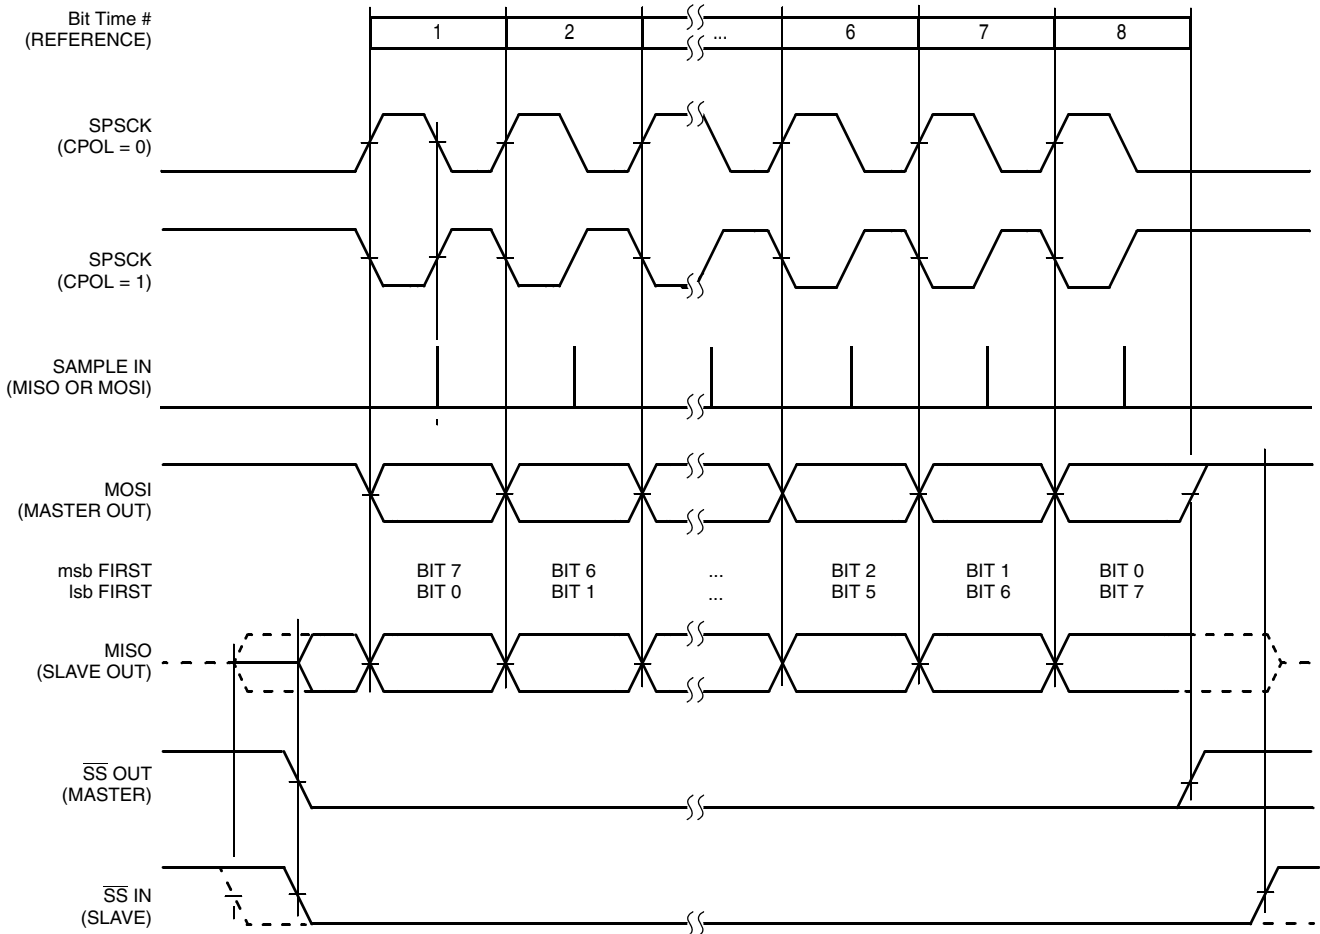 Bit Time #
(REFERENCE)
1 2 ... 6 7 8
SPSCK
(CPOL = 0)
SPSCK
(CPOL = 1)
SAMPLE IN
(MISO OR MOSI)
MOSI
(MASTER OUT)
msb FIRST BIT 7 BIT 6 ... BIT 2 BIT 1 BIT 0
lsb FIRST BIT 0 BIT 1 ... BIT 5 BIT 6 BIT 7
MISO
(SLAVE OUT)
S̅S̅ OUT
(MASTER)
S̅S̅ IN
(SLAVE)